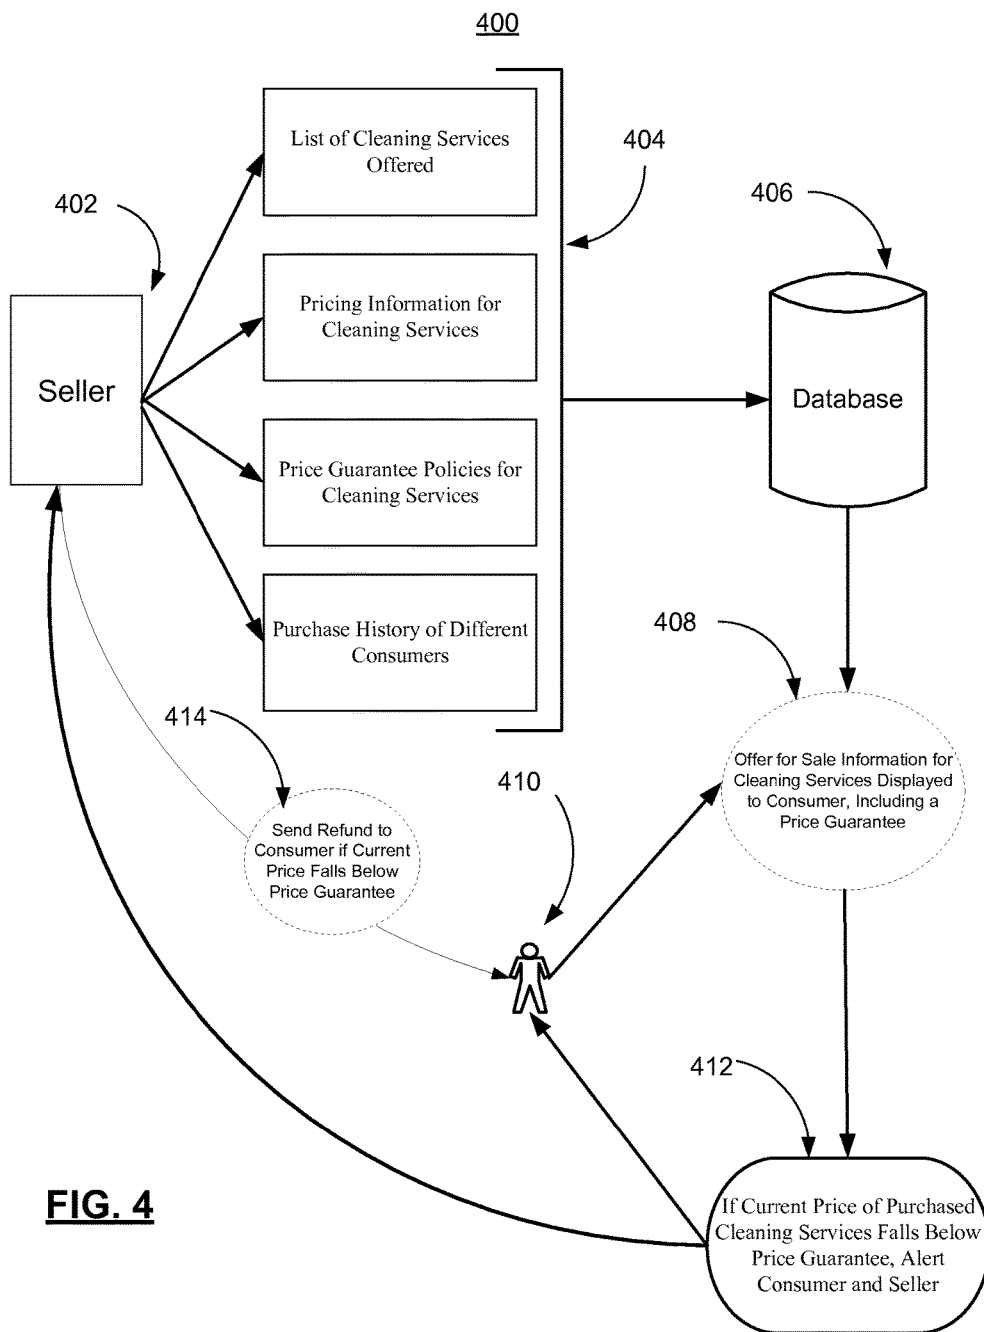 400
List of Cleaning Services
Offered
404
402
406
Pricing Information for
Cleaning Services
Seller
Database
Price Guarantee Policies for
Cleaning Services
Purchase History of Different
Consumers
408
414
410
Offer for Sale Information for
Cleaning Services Displayed
to Consumer, Including a
Price Guarantee
Send Refund to
Consumer if Current
Price Falls Below
Price Guarantee
412
If Current Price of Purchased
Cleaning Services Falls Below
Price Guarantee, Alert
Consumer and Seller
FIG. 4